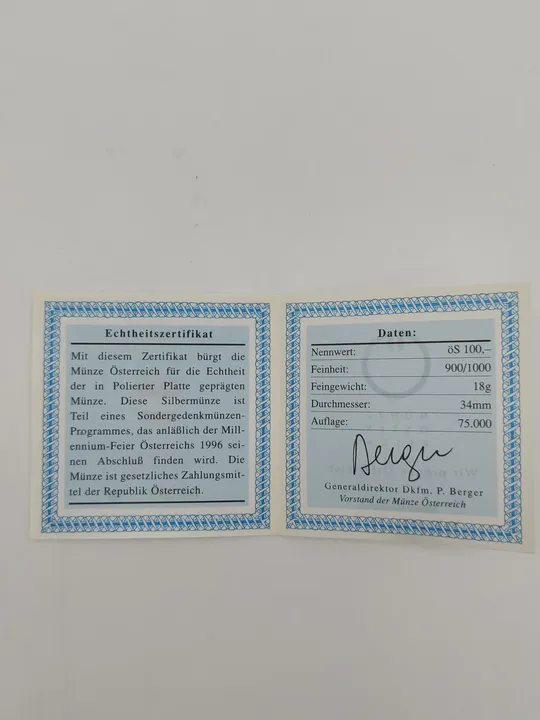 Echtheitszertifikat
Mit diesem Zertifikat bürgt die
Münze Österreich für die Echtheit
der in Polierter Platte geprägten
Münze. Diese Silbermünze ist
Teil eines Sondergedenkmünzen-
Programmes, das anläßlich der Mill-
ennium-Feier Österreichs 1996 sei-
nen Abschluß finden wird. Die
Münze ist gesetzliches Zahlungsmit-
tel der Republik Österreich.
Daten:
Nennwert: öS 100,–
Feinheit: 900/1000
Feingewicht: 18g
Durchmesser: 34mm
Auflage: 75.000
Berger
Generaldirektor Dkfm. P. Berger
Vorstand der Münze Österreich